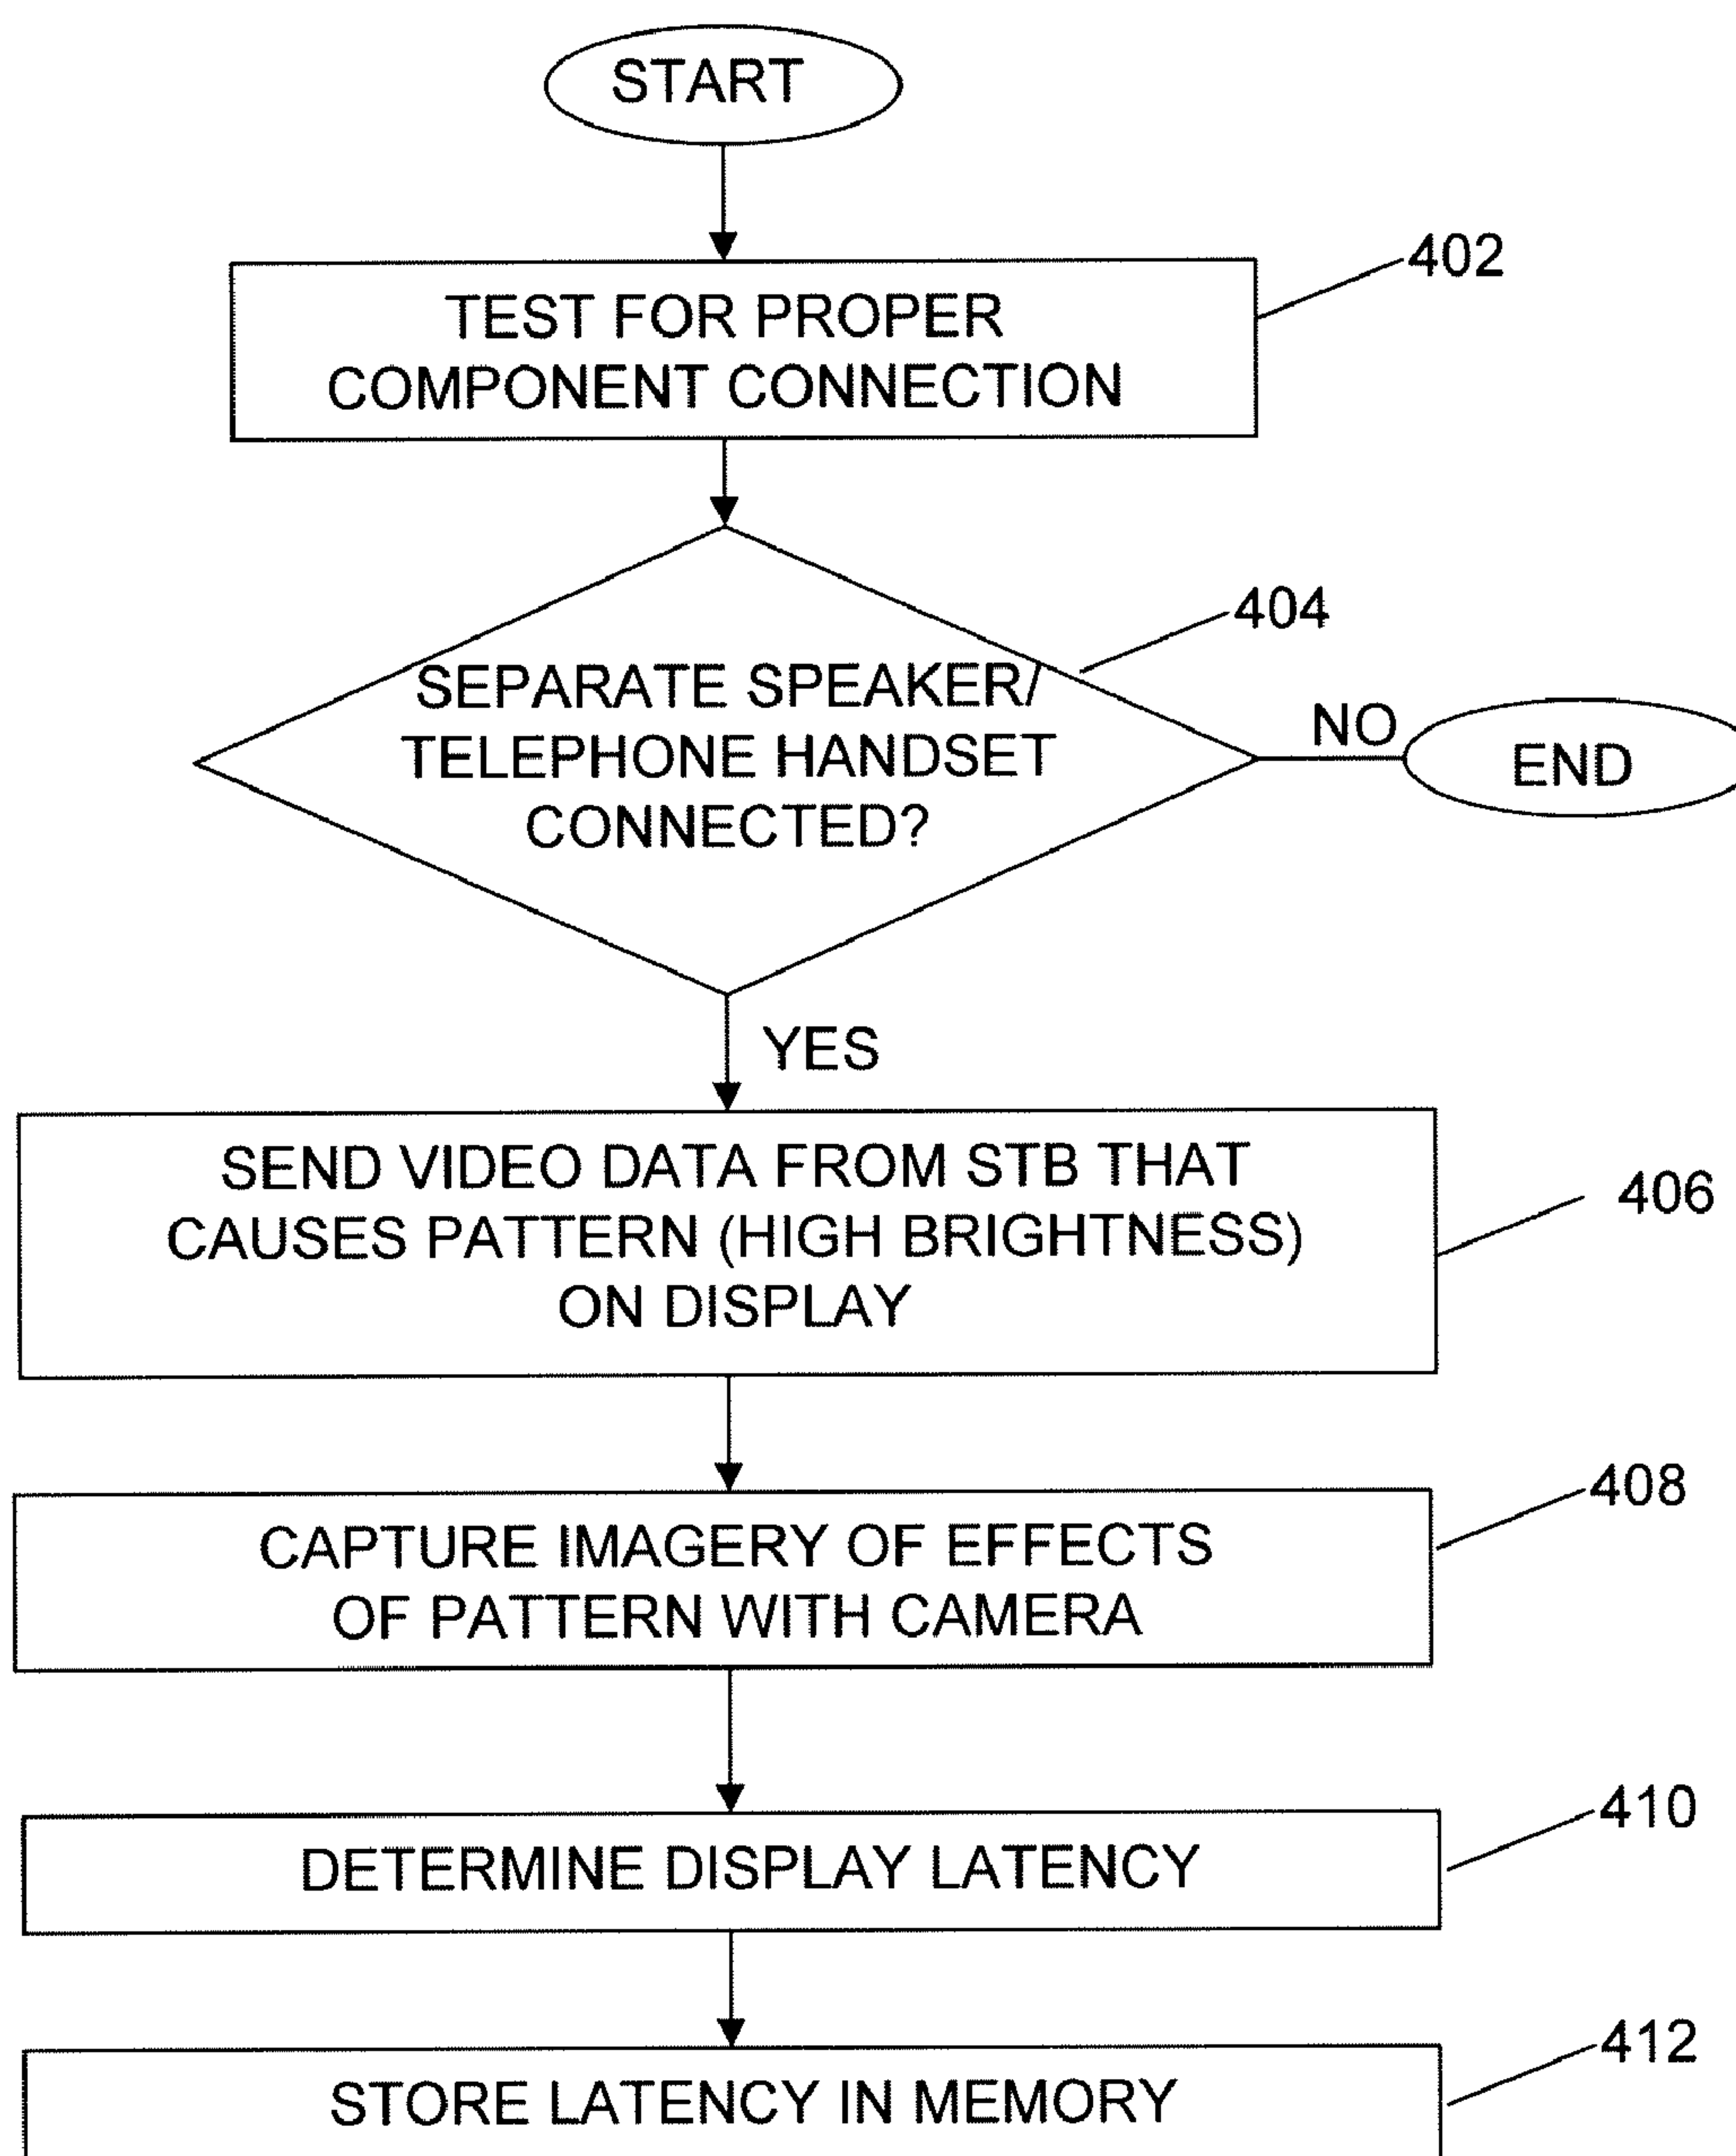 START
402
TEST FOR PROPER
COMPONENT CONNECTION
404
SEPARATE SPEAKER/
TELEPHONE HANDSET
CONNECTED?
NO
END
YES
406
SEND VIDEO DATA FROM STB THAT
CAUSES PATTERN (HIGH BRIGHTNESS)
ON DISPLAY
408
CAPTURE IMAGERY OF EFFECTS
OF PATTERN WITH CAMERA
410
DETERMINE DISPLAY LATENCY
412
STORE LATENCY IN MEMORY